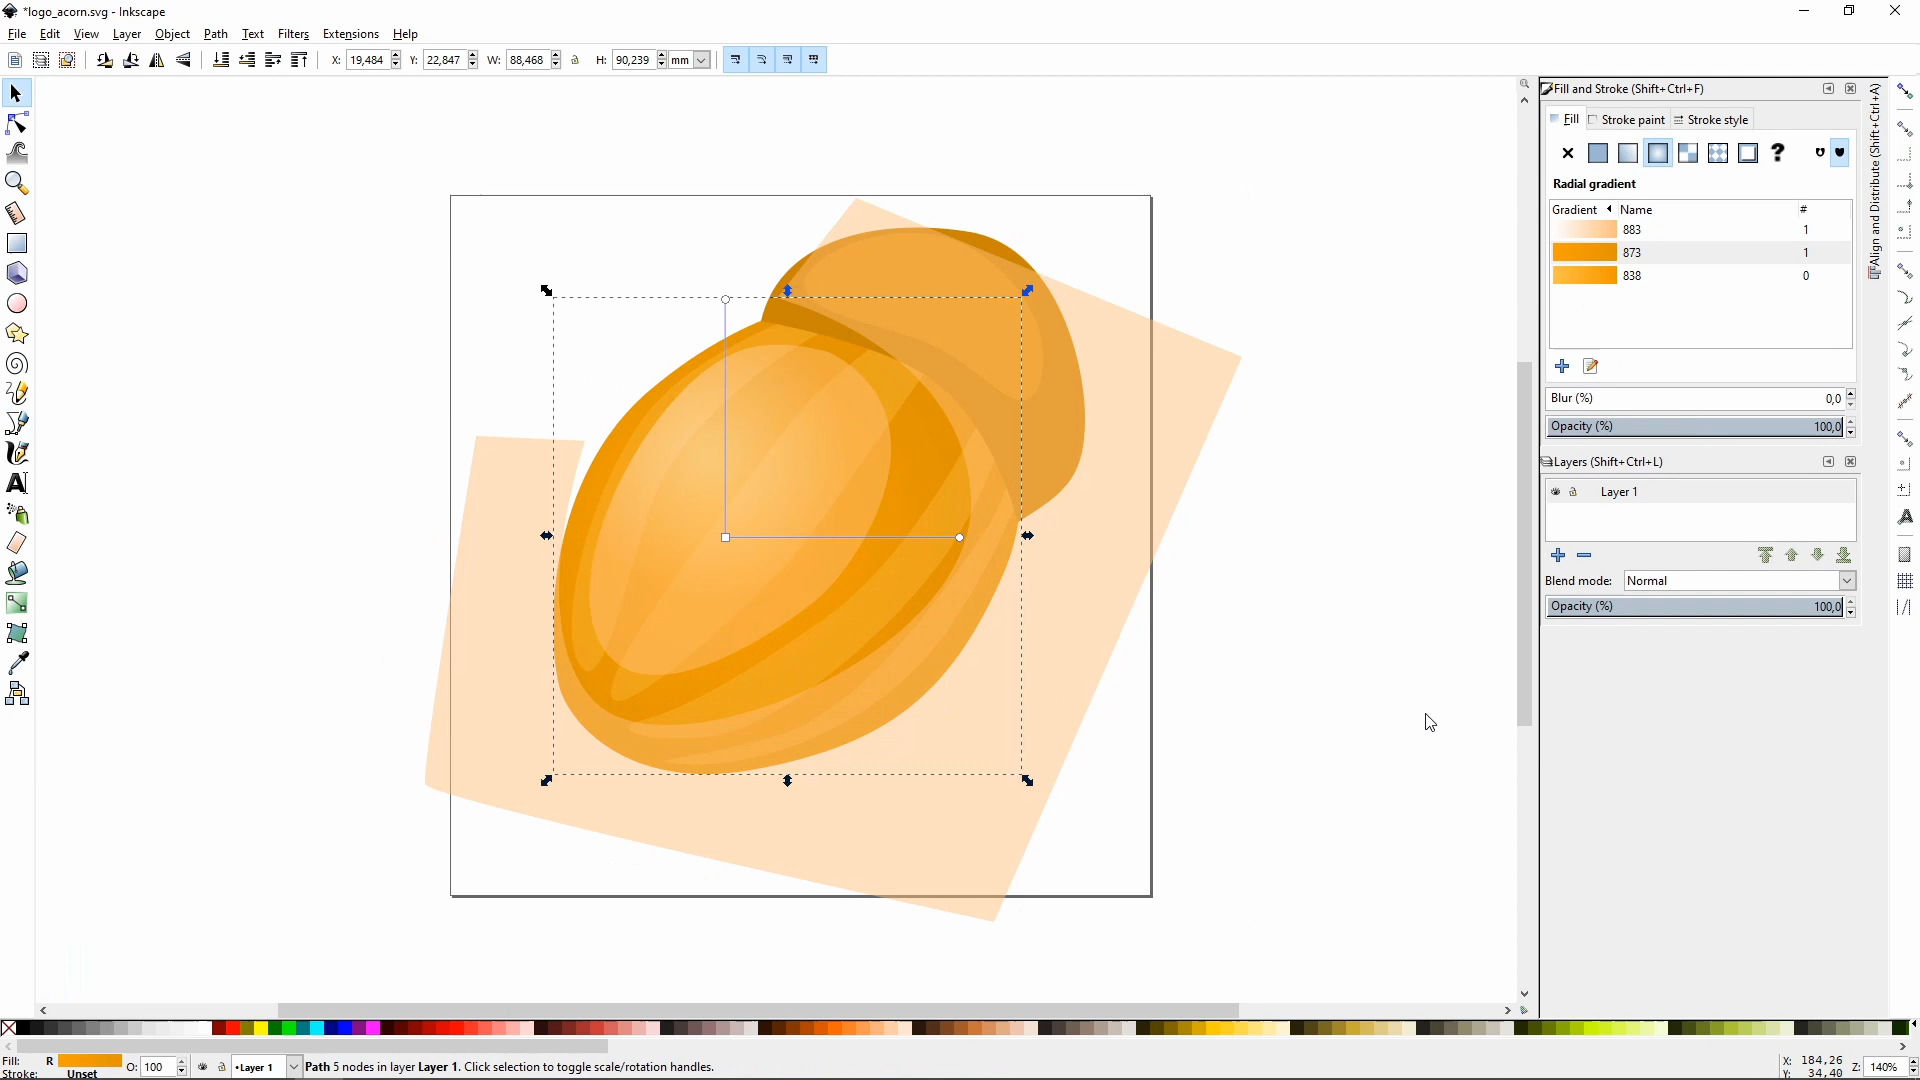 *logo_acorn.svg - Inkscape
File Edit View Layer Object Path Text Filters Extensions Help
X: 19,484 Y: 22,847 W: 88,468 H: 90,239 mm
Fill and Stroke (Shift+Ctrl+F)
Fill Stroke paint Stroke style
Radial gradient
Gradient Name #
883 1
873 1
838 0
Blur (%) 0,0
Opacity (%) 100,0
Layers (Shift+Ctrl+L)
Layer 1
Blend mode: Normal
Opacity (%) 100,0
Align and Distribute (Shift+Ctrl+A)
Fill: R O: 100 •Layer 1 Path 5 nodes in layer Layer 1. Click selection to toggle scale/rotation handles. X: 184,26 Z: 140%
Stroke: Unset Y: 34,40